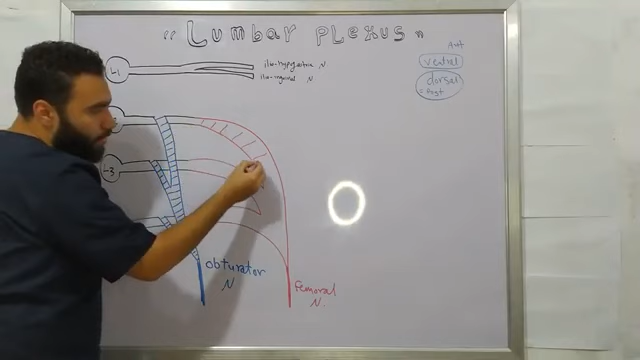 " Lumbar PLEXUS "
Ant
ventral
dorsal
Post
L1
ilio-hypogastric N
ilio-inguinal N
L3
obturator
N
femoral
N.